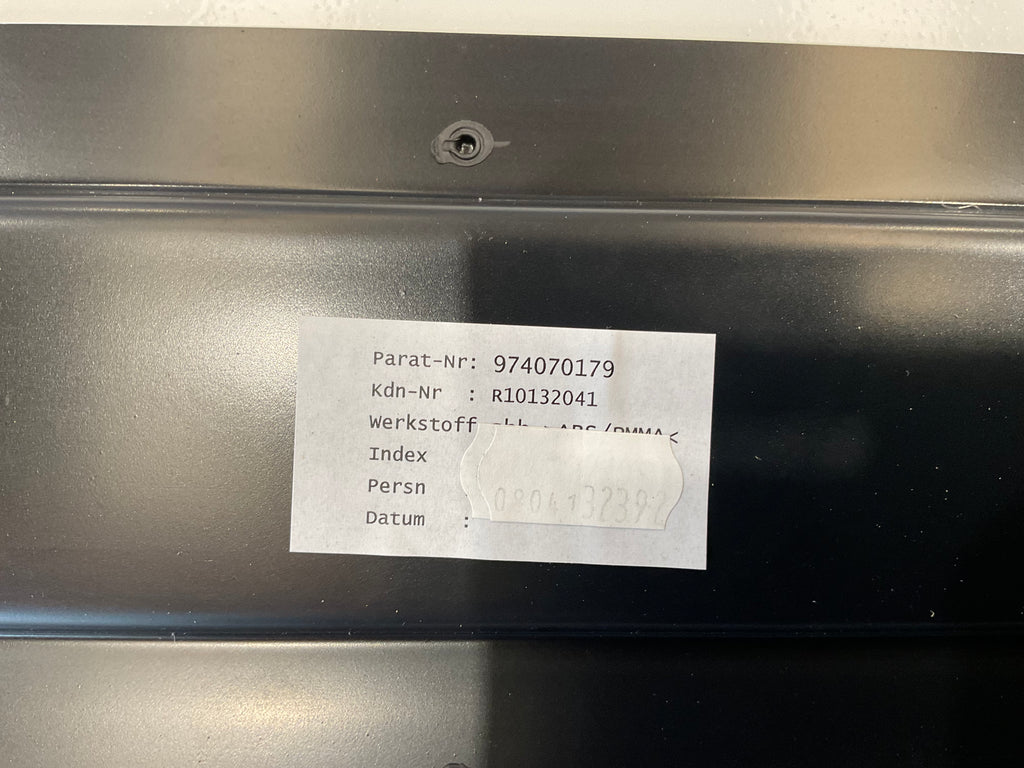 Parat-Nr: 974070179
Kdn-Nr : R10132041
Werkstoff ABS/PMMA<
Index
Persn
Datum :